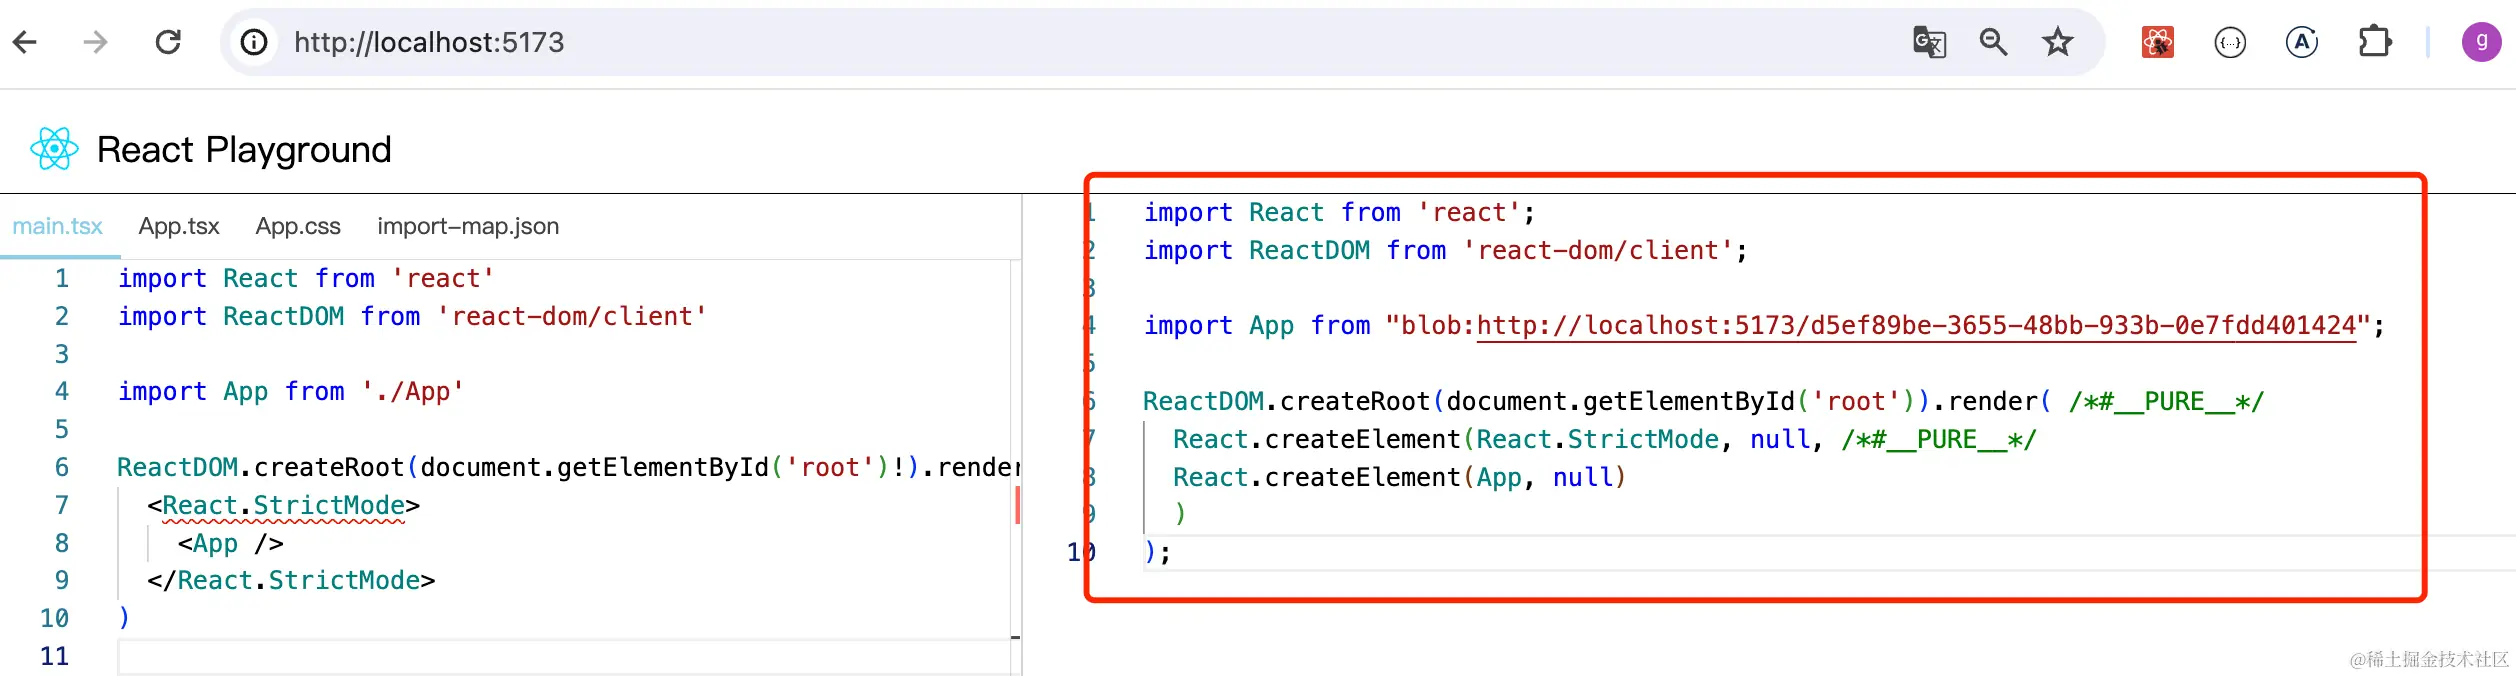 http://localhost:5173
g
React Playground
main.tsx App.tsx App.css import-map.json
1 import React from 'react'
2 import ReactDOM from 'react-dom/client'
3
4 import App from './App'
5
6 ReactDOM.createRoot(document.getElementById('root')!).render
7 <React.StrictMode>
8 <App />
9 </React.StrictMode>
10 )
11
1 import React from 'react';
2 import ReactDOM from 'react-dom/client';
3
4 import App from "blob:http://localhost:5173/d5ef89be-3655-48bb-933b-0e7fdd401424";
5
6 ReactDOM.createRoot(document.getElementById('root')).render( /*#__PURE__*/
7 React.createElement(React.StrictMode, null, /*#__PURE__*/
8 React.createElement(App, null)
9 )
10 );
@稀土掘金技术社区